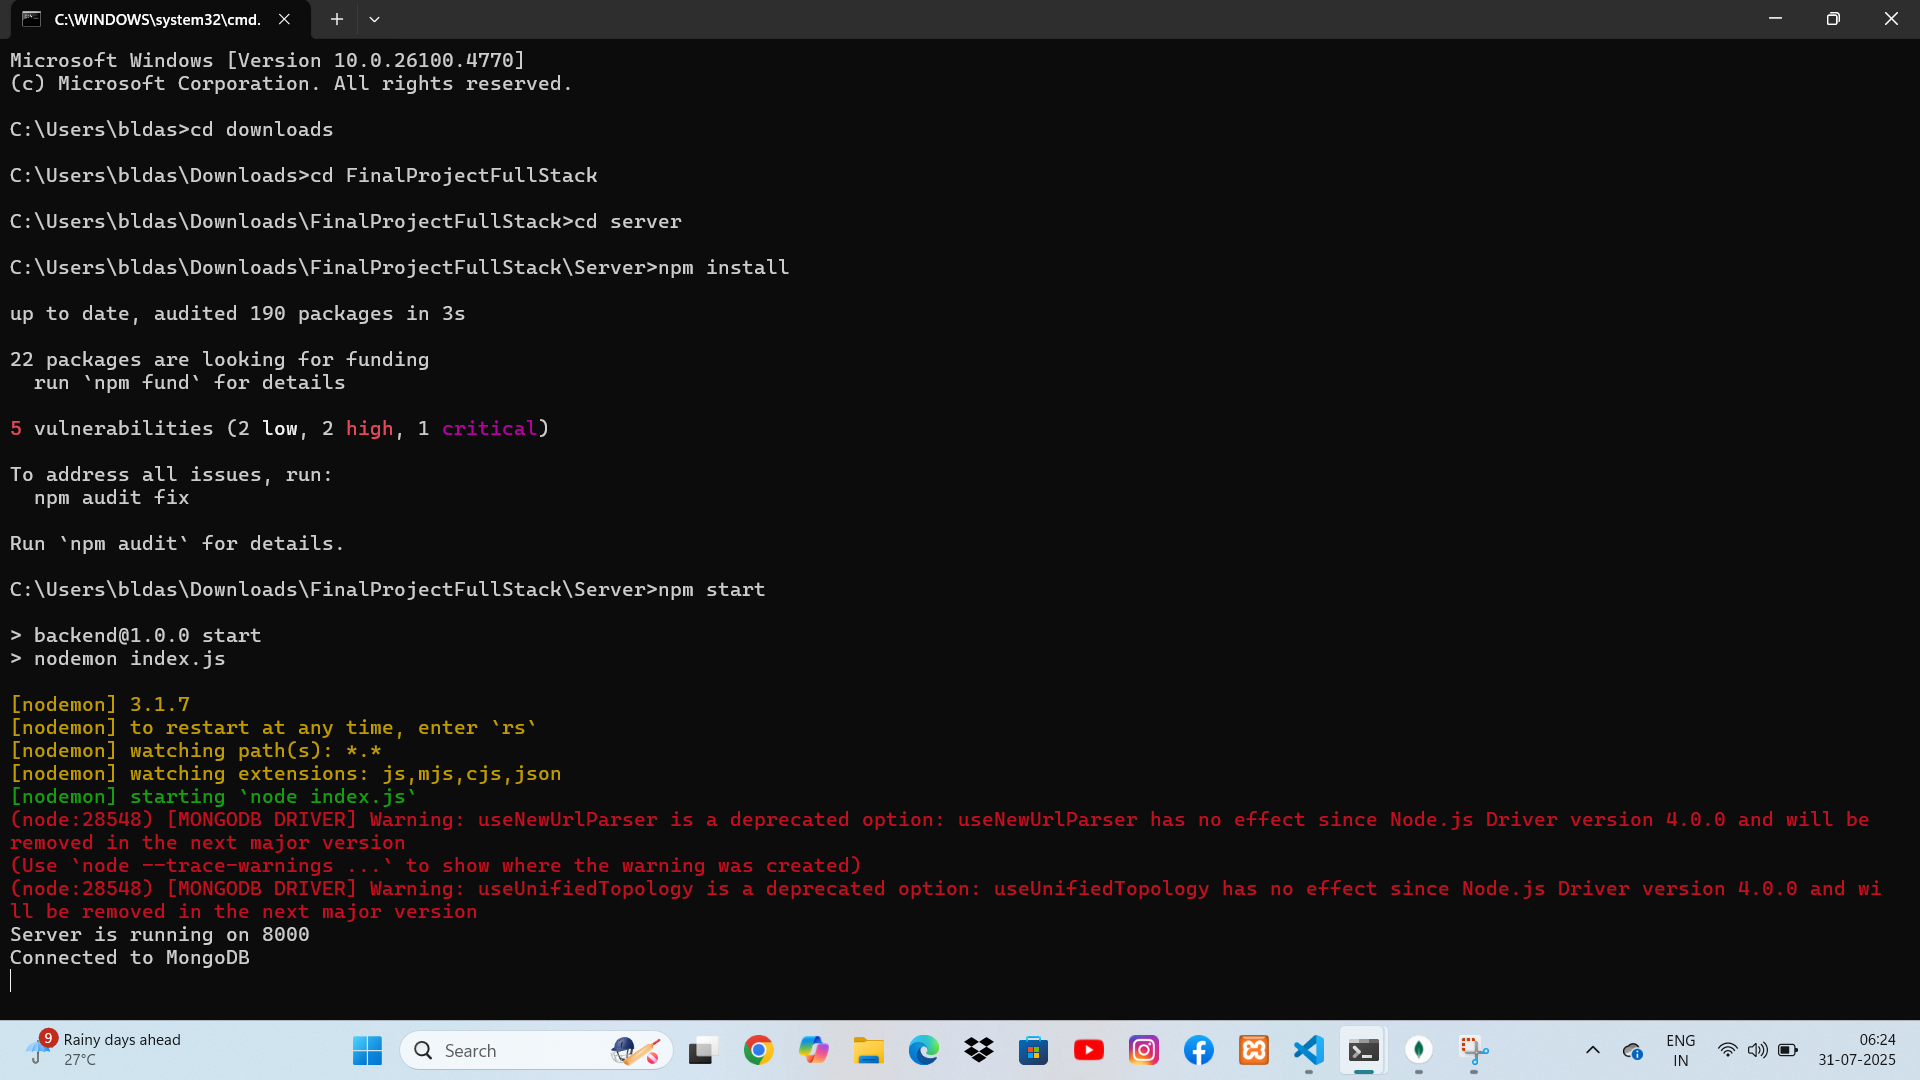 C:\WINDOWS\system32\cmd.
Microsoft Windows [Version 10.0.26100.4770]
(c) Microsoft Corporation. All rights reserved.
C:\Users\bldas>cd downloads
C:\Users\bldas\Downloads>cd FinalProjectFullStack
C:\Users\bldas\Downloads\FinalProjectFullStack>cd server
C:\Users\bldas\Downloads\FinalProjectFullStack\Server>npm install
up to date, audited 190 packages in 3s
22 packages are looking for funding
  run `npm fund` for details
5 vulnerabilities (2 low, 2 high, 1 critical)
To address all issues, run:
  npm audit fix
Run `npm audit` for details.
C:\Users\bldas\Downloads\FinalProjectFullStack\Server>npm start
> backend@1.0.0 start
> nodemon index.js
[nodemon] 3.1.7
[nodemon] to restart at any time, enter `rs`
[nodemon] watching path(s): *.*
[nodemon] watching extensions: js,mjs,cjs,json
[nodemon] starting `node index.js`
(node:28548) [MONGODB DRIVER] Warning: useNewUrlParser is a deprecated option: useNewUrlParser has no effect since Node.js Driver version 4.0.0 and will be
removed in the next major version
(Use `node --trace-warnings ...` to show where the warning was created)
(node:28548) [MONGODB DRIVER] Warning: useUnifiedTopology is a deprecated option: useUnifiedTopology has no effect since Node.js Driver version 4.0.0 and wi
ll be removed in the next major version
Server is running on 8000
Connected to MongoDB
9
Rainy days ahead
27°C
Search
ENG
IN
06:24
31-07-2025